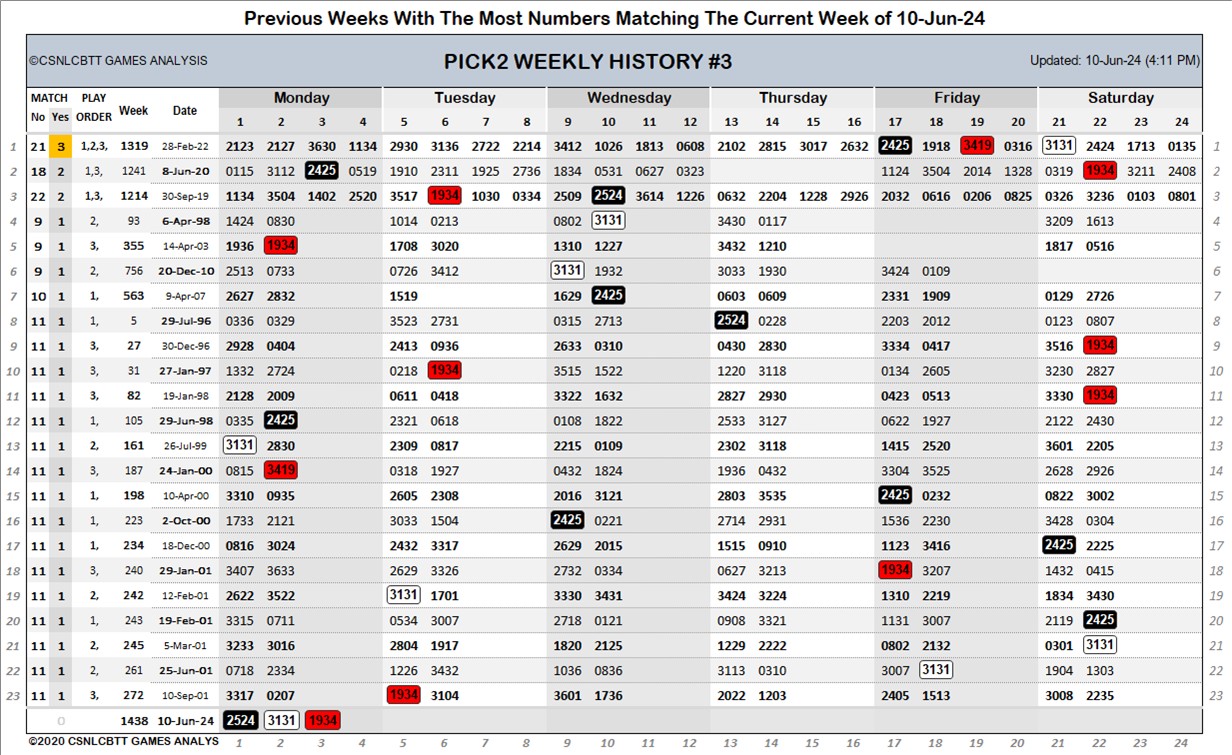 Previous Weeks With The Most Numbers Matching The Current Week of 10-Jun-24
©CSNLCBTT GAMES ANALYSIS PICK2 WEEKLY HISTORY #3 Updated: 10-Jun-24 (4:11 PM)
MATCH PLAY Week Date Monday Tuesday Wednesday Thursday Friday Saturday
No Yes ORDER 1 2 3 4 5 6 7 8 9 10 11 12 13 14 15 16 17 18 19 20 21 22 23 24
1 21 3 1,2,3, 1319 28-Feb-22 2123 2127 3630 1134 2930 3136 2722 2214 3412 1026 1813 0608 2102 2815 3017 2632 2425 1918 3419 0316 3131 2424 1713 0135 1
2 18 2 1,3, 1241 8-Jun-20 0115 3112 2425 0519 1910 2311 1925 2736 1834 0531 0627 0323 1124 3504 2014 1328 0319 1934 3211 2408 2
3 22 2 1,3, 1214 30-Sep-19 1134 3504 1402 2520 3517 1934 1030 0334 2509 2524 3614 1226 0632 2204 1228 2926 2032 0616 0206 0825 0326 3236 0103 0801 3
4 9 1 2, 93 6-Apr-98 1424 0830 1014 0213 0802 3131 3430 0117 3209 1613 4
5 9 1 3, 355 14-Apr-03 1936 1934 1708 3020 1310 1227 3432 1210 1817 0516 5
6 9 1 2, 756 20-Dec-10 2513 0733 0726 3412 3131 1932 3033 1930 3424 0109 6
7 10 1 1, 563 9-Apr-07 2627 2832 1519 1629 2425 0603 0609 2331 1909 0129 2726 7
8 11 1 1, 5 29-Jul-96 0336 0329 3523 2731 0315 2713 2524 0228 2203 2012 0123 0807 8
9 11 1 3, 27 30-Dec-96 2928 0404 2413 0936 2633 0310 0430 2830 3334 0417 3516 1934 9
10 11 1 3, 31 27-Jan-97 1332 2724 0218 1934 3515 1522 1220 3118 0134 2605 3230 2827 10
11 11 1 3, 82 19-Jan-98 2128 2009 0611 0418 3322 1632 2827 2930 0423 0513 3330 1934 11
12 11 1 1, 105 29-Jun-98 0335 2425 2321 0618 0108 1822 2533 3127 0622 1927 2122 2430 12
13 11 1 2, 161 26-Jul-99 3131 2830 2309 0817 2215 0109 2302 3118 1415 2520 3601 2205 13
14 11 1 3, 187 24-Jan-00 0815 3419 0318 1927 0432 1824 1936 0432 3304 3525 2628 2926 14
15 11 1 1, 198 10-Apr-00 3310 0935 2605 2308 2016 3121 2803 3535 2425 0232 0822 3002 15
16 11 1 1, 223 2-Oct-00 1733 2121 3033 1504 2425 0221 2714 2931 1536 2230 3428 0304 16
17 11 1 1, 234 18-Dec-00 0816 3024 2432 3317 2629 2015 1515 0910 1123 3416 2425 2225 17
18 11 1 3, 240 29-Jan-01 3407 3633 2629 3326 2732 0334 0627 3213 1934 3207 1432 0415 18
19 11 1 2, 242 12-Feb-01 2622 3522 3131 1701 3330 3431 3424 3224 1310 2219 1834 3430 19
20 11 1 1, 243 19-Feb-01 3315 0711 0534 3007 2718 0121 0908 3321 1131 3007 2119 2425 20
21 11 1 2, 245 5-Mar-01 3233 3016 2804 1917 1820 2125 1229 2222 0802 2132 0301 3131 21
22 11 1 2, 261 25-Jun-01 0718 2334 1226 3432 1036 0836 3113 0310 3007 3131 1904 1303 22
23 11 1 3, 272 10-Sep-01 3317 0207 1934 3104 3601 1736 2022 1203 2405 1513 3008 2235 23
0 1438 10-Jun-24 2524 3131 1934
©2020 CSNLCBTT GAMES ANALYS 1 2 3 4 5 6 7 8 9 10 11 12 13 14 15 16 17 18 19 20 21 22 23 24